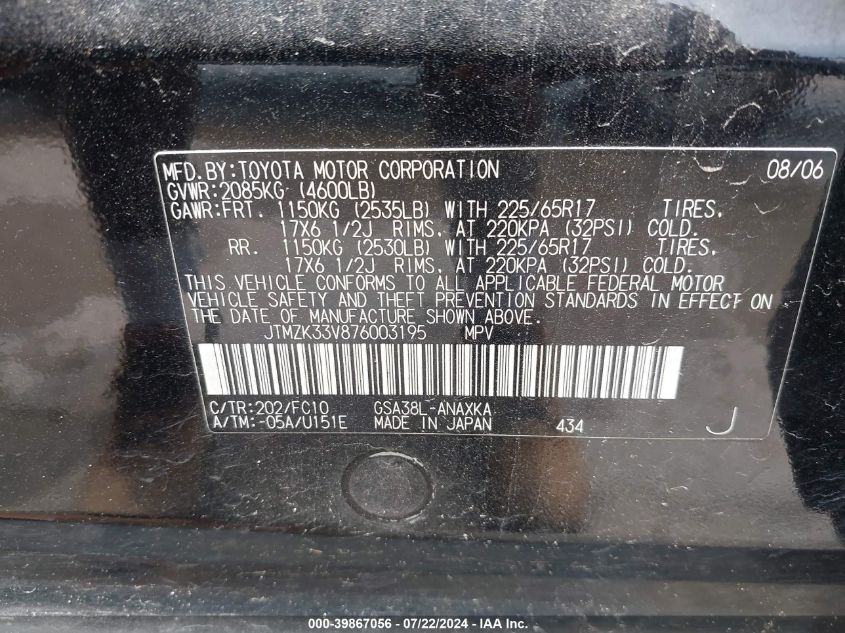 MFD. BY: TOYOTA MOTOR CORPORATION 08/06
GVWR: 2085KG (4600LB)
GAWR: FRT. 1150KG (2535LB) WITH 225/65R17 TIRES,
17X6 1/2J RIMS, AT 220KPA (32PSI) COLD.
RR. 1150KG (2530LB) WITH 225/65R17 TIRES,
17X6 1/2J RIMS, AT 220KPA (32PSI) COLD.
THIS VEHICLE CONFORMS TO ALL APPLICABLE FEDERAL MOTOR
VEHICLE SAFETY AND THEFT PREVENTION STANDARDS IN EFFECT ON
THE DATE OF MANUFACTURE SHOWN ABOVE.
JTMZK33V876003195 MPV
C/TR: 202/FC10 GSA38L-ANAXKA
A/TM: -05A/U151E MADE IN JAPAN 434 J
000-39867056 - 07/22/2024 - IAA Inc.